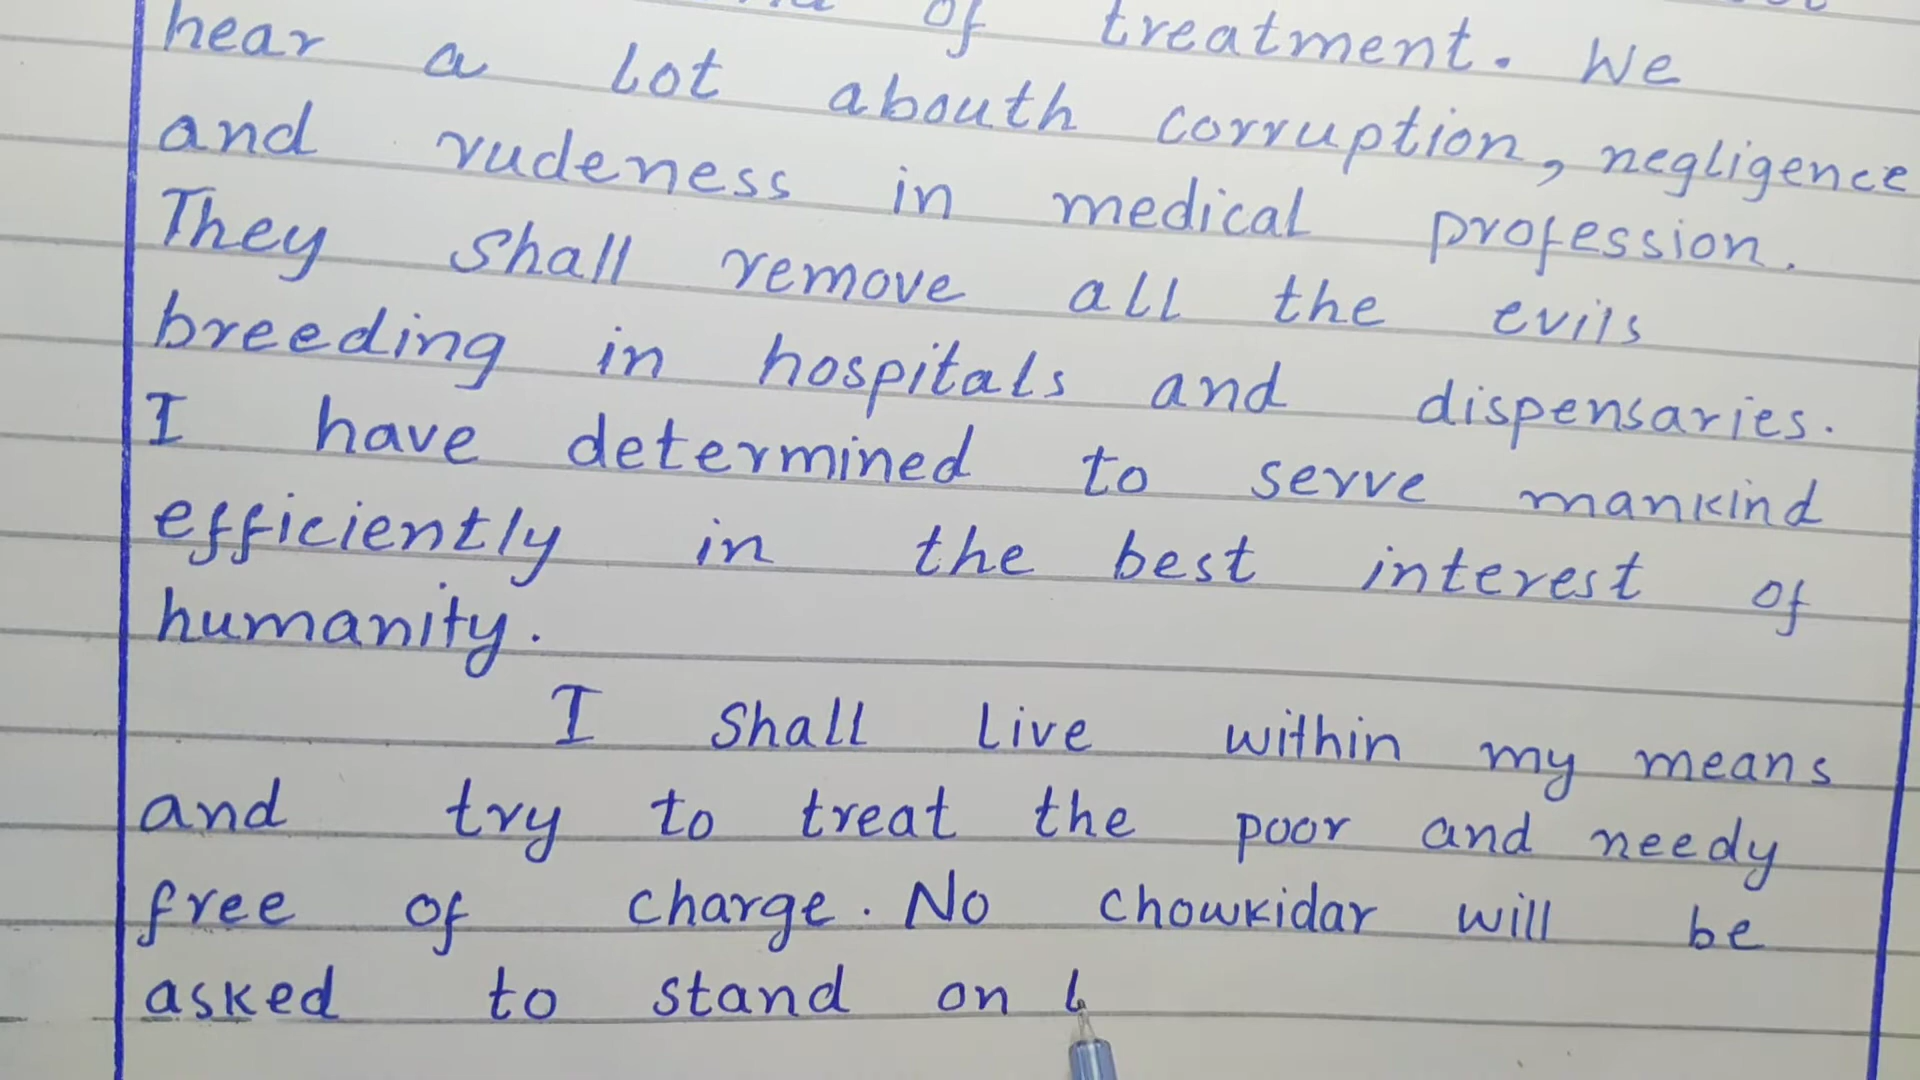 of treatment. We
hear a lot abouth corruption, negligence
and rudeness in medical profession.
They shall remove all the evils
breeding in hospitals and dispensaries.
I have determined to serve mankind
efficiently in the best interest of
humanity.
I shall live within my means
and try to treat the poor and needy
free of charge. No chowkidar will be
asked to stand on